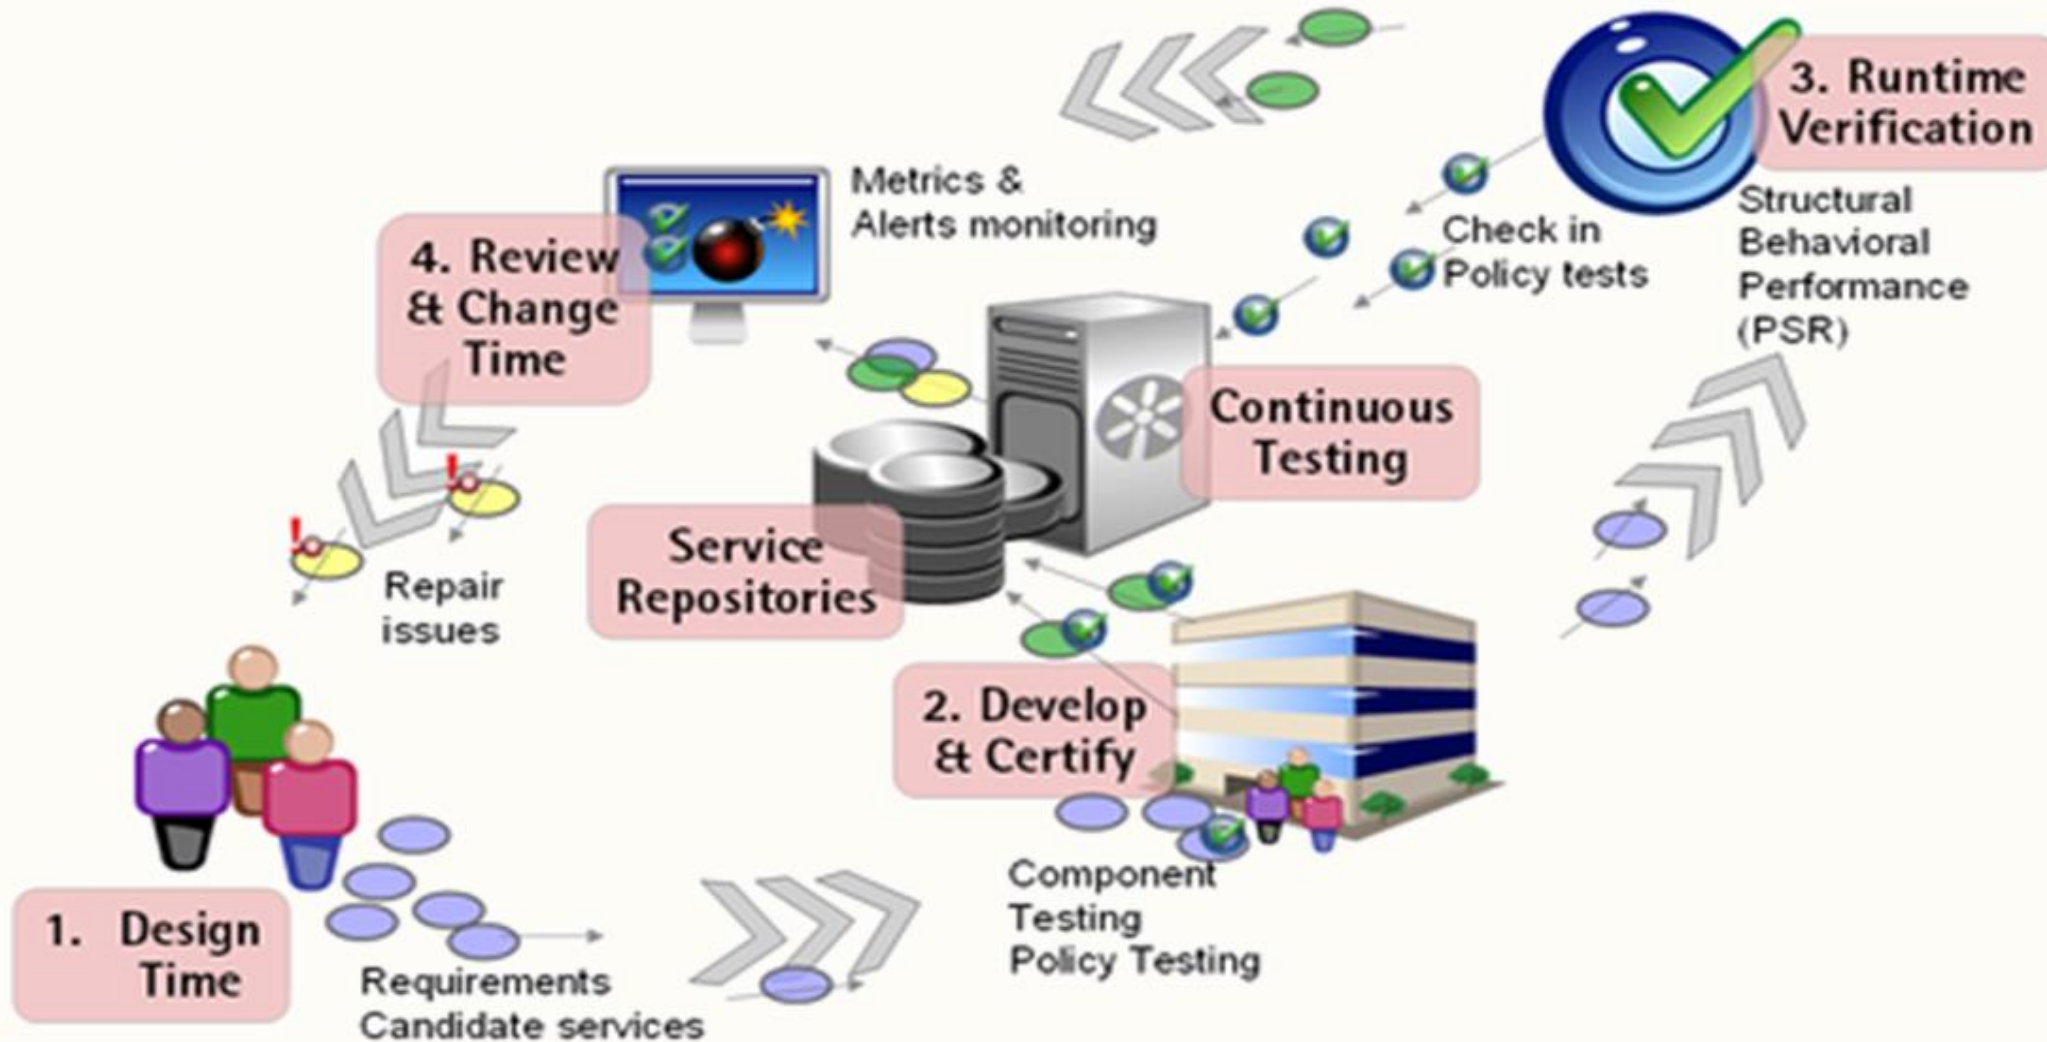 3. Runtime
Verification
Structural
Behavioral
Performance
(PSR)
Check in
Policy tests
Metrics &
Alerts monitoring
4. Review
& Change
Time
Continuous
Testing
Service
Repositories
Repair
issues
2. Develop
& Certify
Component
Testing
Policy Testing
1. Design
Time
Requirements
Candidate services